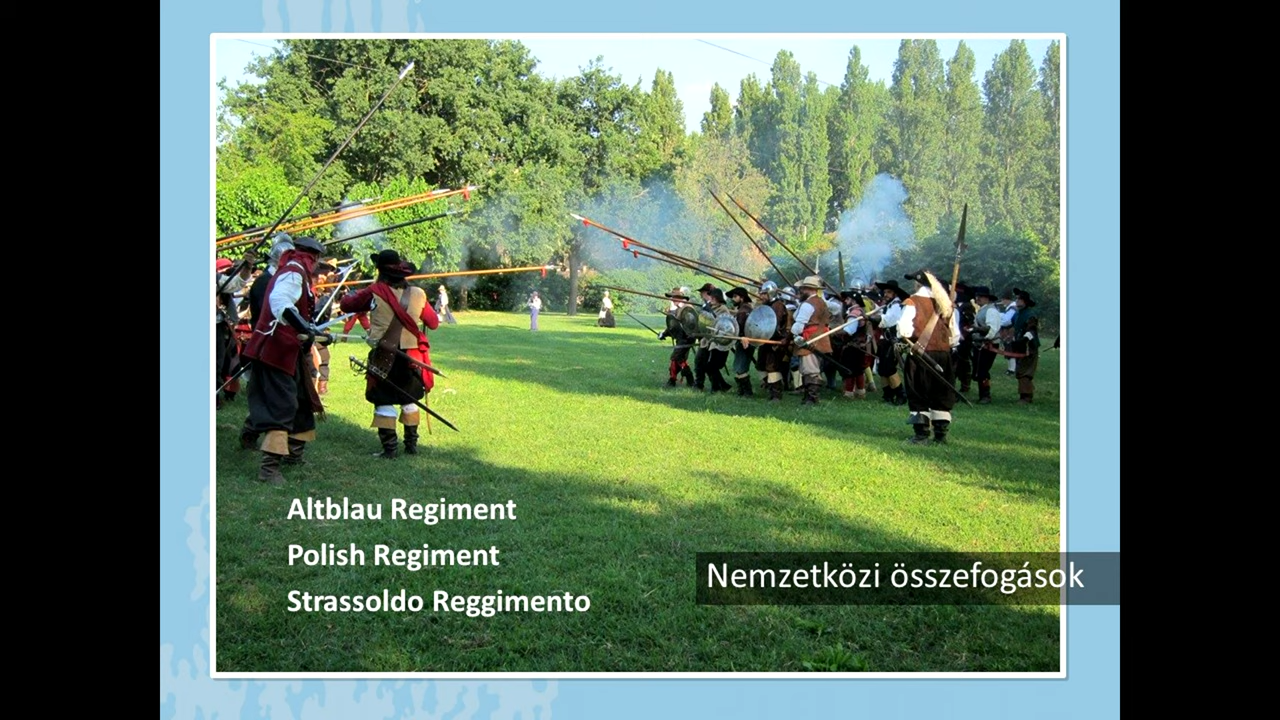 Altblau Regiment
Polish Regiment
Strassoldo Reggimento
Nemzetközi összefogások